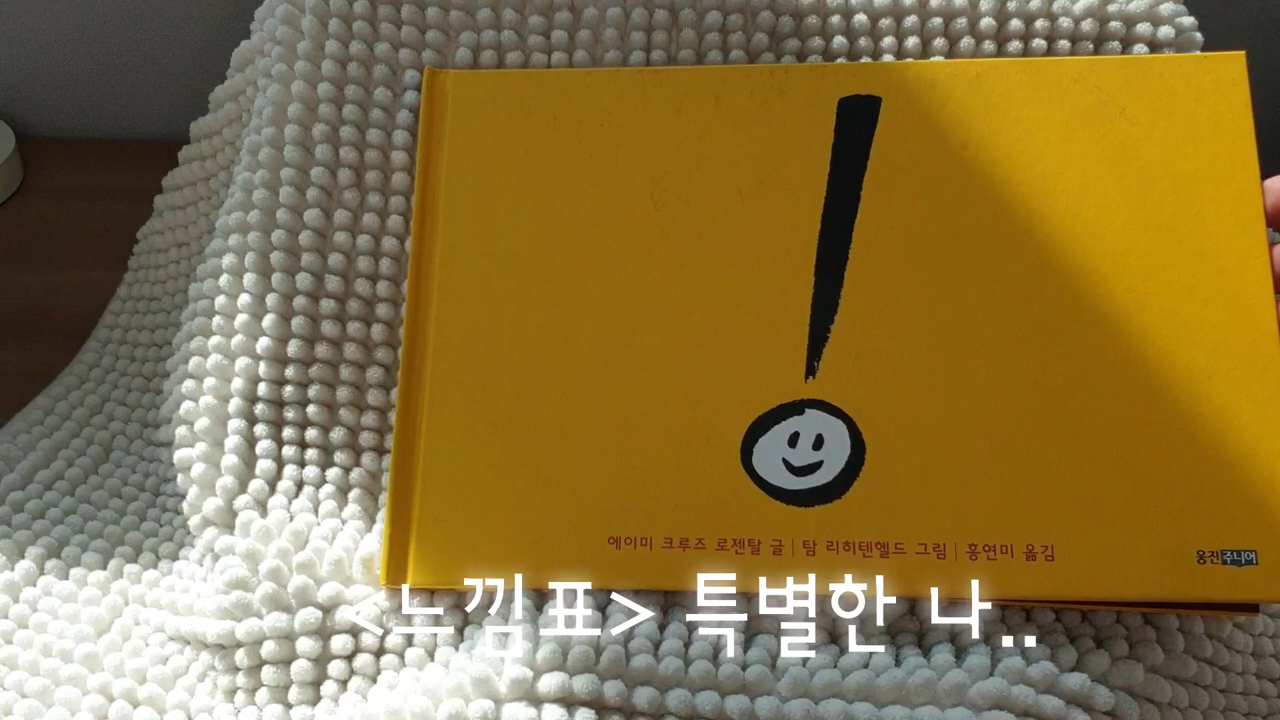 !
에이미 크루즈 로젠탈 글 | 탐 리히텐헬드 그림 | 홍연미 옮김
웅진주니어
<느낌표> 특별한 나..